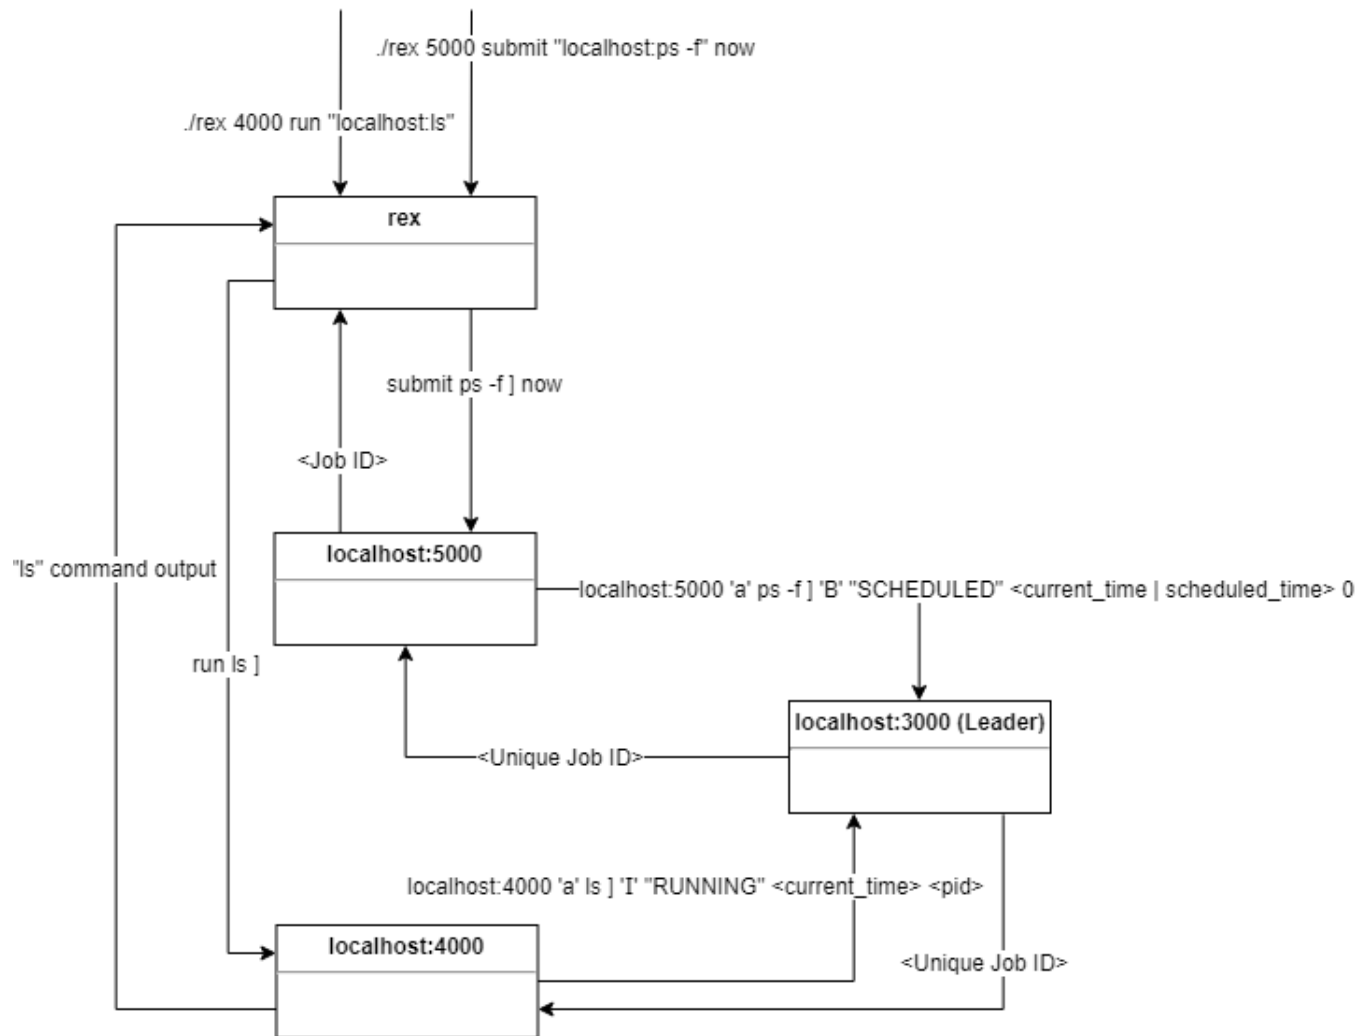 ./rex 5000 submit "localhost:ps -f" now
./rex 4000 run "localhost:ls"
rex
submit ps -f ] now
<Job ID>
localhost:5000
"ls" command output
localhost:5000 'a' ps -f ] 'B' "SCHEDULED" <current_time | scheduled_time> 0
run ls ]
localhost:3000 (Leader)
<Unique Job ID>
localhost:4000 'a' ls ] 'I' "RUNNING" <current_time> <pid>
localhost:4000
<Unique Job ID>